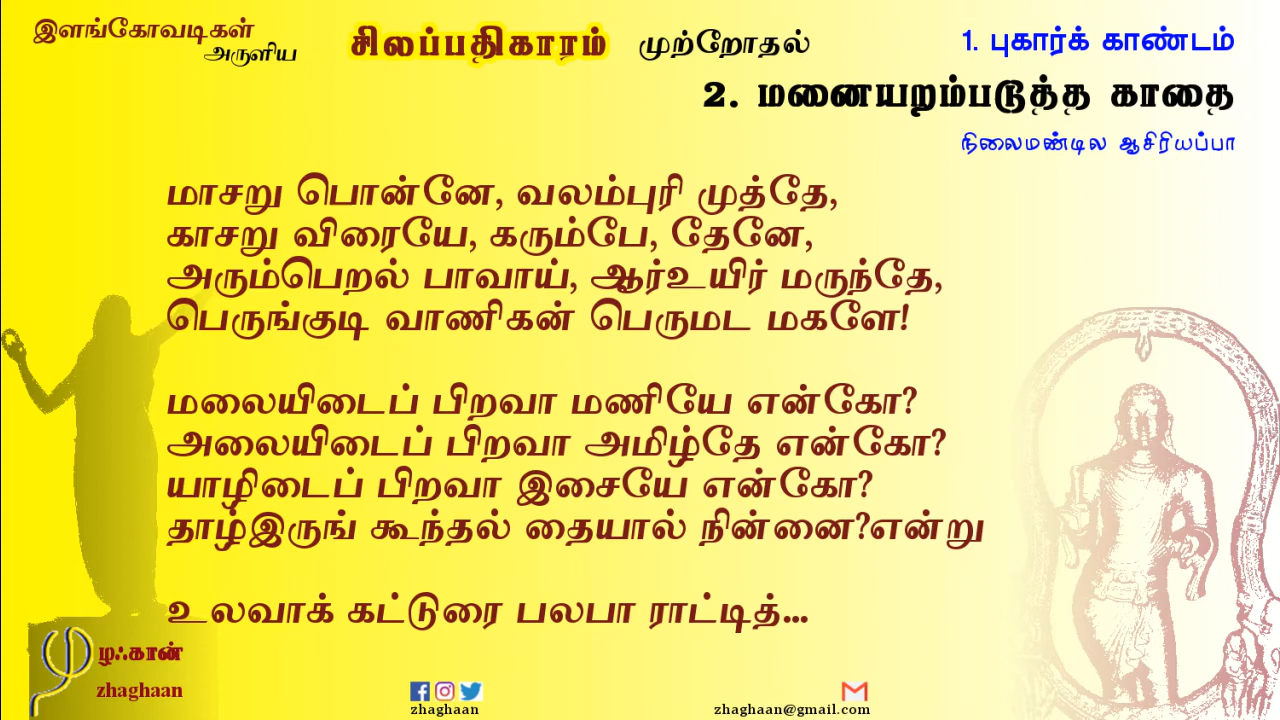 இளங்கோவடிகள்
அருளிய
சிலப்பதிகாரம் முற்றோதல்
1. புகார்க் காண்டம்
2. மனையறம்படுத்த காதை
நிலைமண்டில ஆசிரியப்பா
மாசறு பொன்னே, வலம்புரி முத்தே,
காசறு விரையே, கரும்பே, தேனே,
அரும்பெறல் பாவாய், ஆர்உயிர் மருந்தே,
பெருங்குடி வாணிகன் பெருமட மகளே!
மலையிடைப் பிறவா மணியே என்கோ?
அலையிடைப் பிறவா அமிழ்தே என்கோ?
யாழிடைப் பிறவா இசையே என்கோ?
தாழ்இருங் கூந்தல் தையால் நின்னை?என்று
உலவாக் கட்டுரை பலபா ராட்டித்...
ழஃகான்
zhaghaan
zhaghaan
zhaghaan@gmail.com